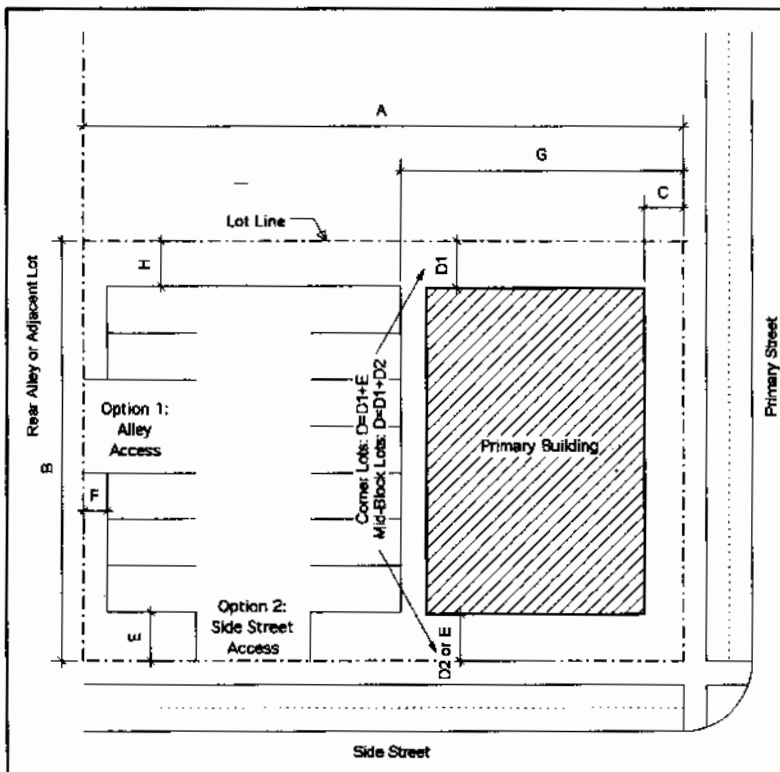 A
G
C
Lot Line
H
D1
Rear Alley or Adjacent Lot
Primary Street
Option 1:
Alley
Access
Corner Lots: D=D1+E
Mid-Block Lots: D=D1+D2
Primary Building
B
F
Option 2:
Side Street
Access
E
D2 or E
Side Street